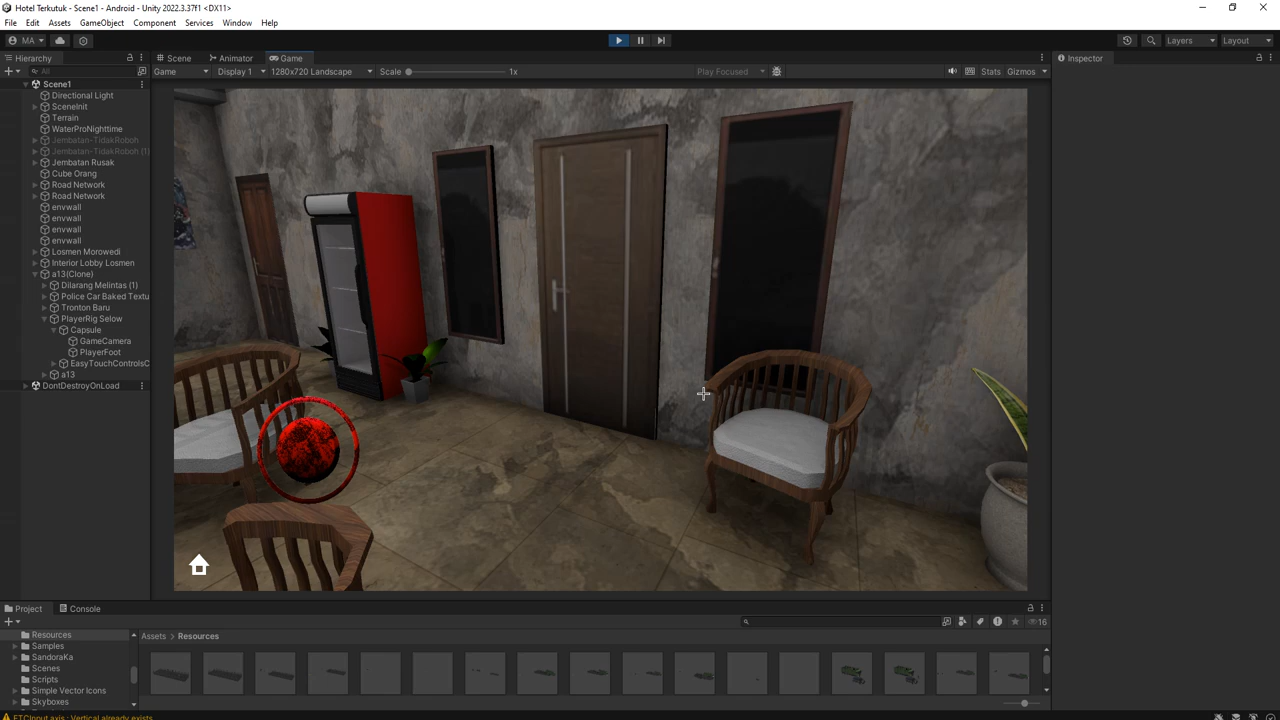 Hotel Terkutuk - Scene1 - Android - Unity 2022.3.37f1 <DX11>
File Edit Assets GameObject Component Services Window Help
MA
Layers Layout
Hierarchy
Scene Animator Game
Inspector
All
Game Display 1 1280x720 Landscape Scale 1x Play Focused Stats Gizmos
Scene1
Directional Light
SceneInit
Terrain
WaterProNighttime
Jembatan-TidakRoboh
Jembatan-TidakRoboh (1)
Jembatan Rusak
Cube Orang
Road Network
Road Network
envwall
envwall
envwall
envwall
Losmen Morowedi
Interior Lobby Losmen
a13(Clone)
Dilarang Melintas (1)
Police Car Baked Textu
Tronton Baru
PlayerRig Selow
Capsule
GameCamera
PlayerFoot
EasyTouchControlsC
a13
DontDestroyOnLoad
Project Console
16
Resources
Samples
SandoraKa
Scenes
Scripts
Simple Vector Icons
Skyboxes
Assets > Resources
ETCInput axis : Vertical already exists